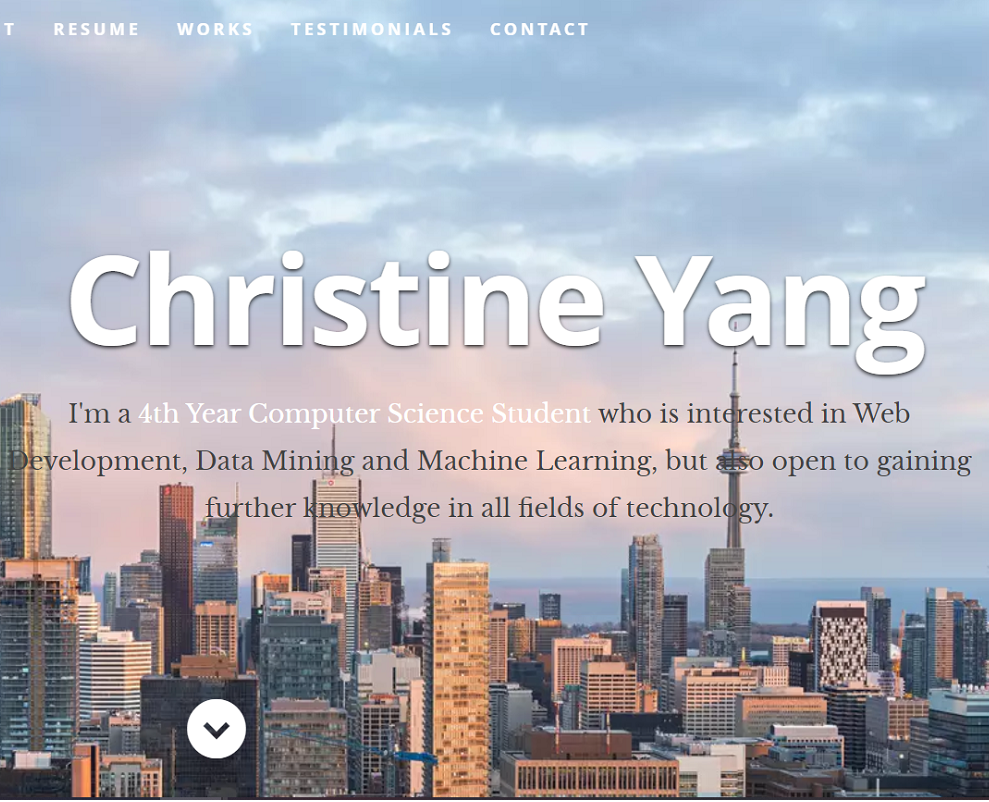 T RESUME WORKS TESTIMONIALS CONTACT
Christine Yang
I'm a 4th Year Computer Science Student who is interested in Web
Development, Data Mining and Machine Learning, but also open to gaining
further knowledge in all fields of technology.